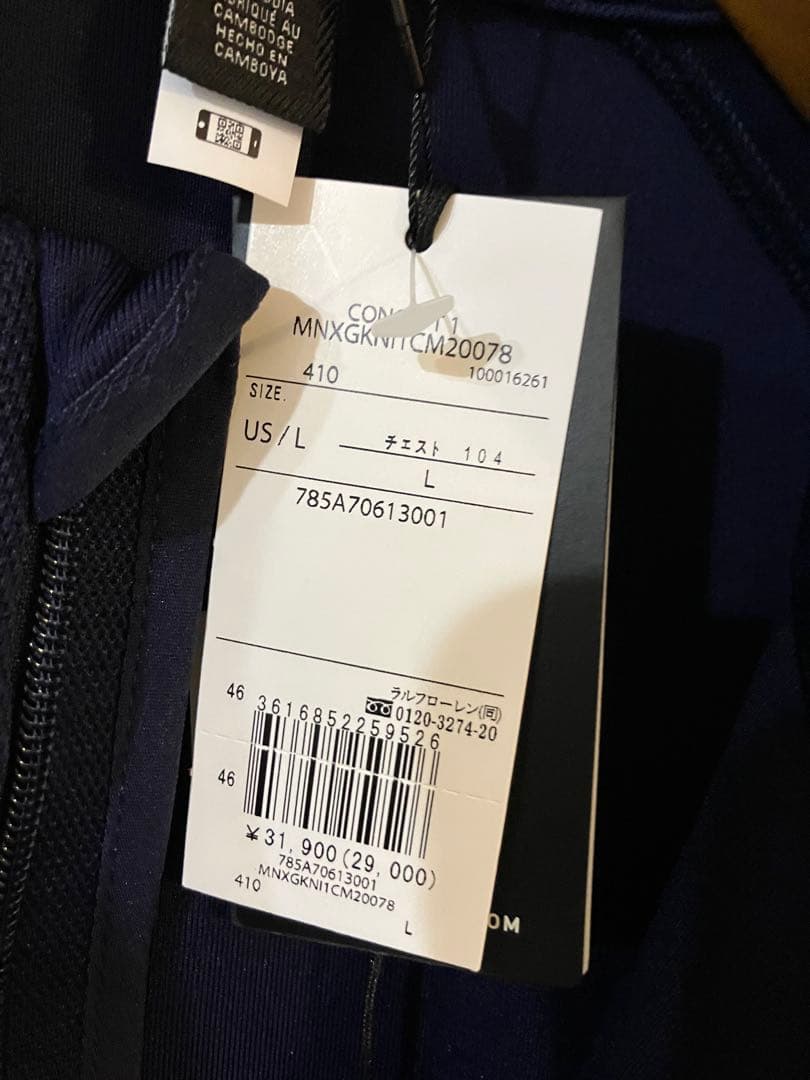 FABRIQUÉ AU
CAMBODGE
HECHO EN
CAMBOYA
MNXGKNI1CM20078
410 100016261
SIZE.
US/L チェスト 104
L
785A70613001
ラルフローレン(同)
46 0120-3274-20
3616852259526
46
¥31,900(29,000)
785A70613001
MNXGKNI1CM20078
410
L
OM